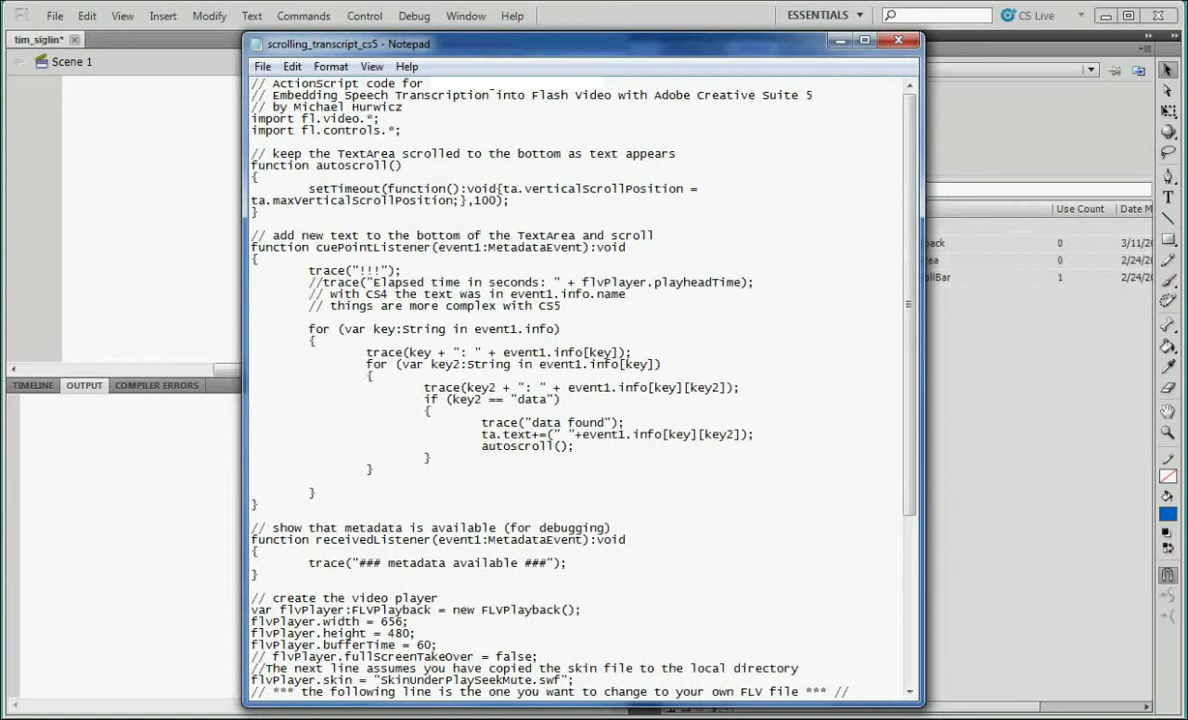 Fl File Edit View Insert Modify Text Commands Control Debug Window Help ESSENTIALS CS Live
tim_siglin*
Scene 1
scrolling_transcript_cs5 - Notepad
File Edit Format View Help
// ActionScript code for
// Embedding Speech Transcription into Flash Video with Adobe Creative Suite 5
// by Michael Hurwicz
import fl.video.*;
import fl.controls.*;
// keep the TextArea scrolled to the bottom as text appears
function autoscroll()
{
setTimeout(function():void{ta.verticalScrollPosition =
ta.maxVerticalScrollPosition;},100);
}
// add new text to the bottom of the TextArea and scroll
function cuePointListener(event1:MetadataEvent):void
{
trace("!!!");
//trace("Elapsed time in seconds: " + flvPlayer.playheadTime);
// with CS4 the text was in event1.info.name
// things are more complex with CS5
for (var key:String in event1.info)
{
trace(key + ": " + event1.info[key]);
for (var key2:String in event1.info[key])
{
trace(key2 + ": " + event1.info[key][key2]);
if (key2 == "data")
{
trace("data found");
ta.text+=(" "+event1.info[key][key2]);
autoscroll();
}
}
}
}
// show that metadata is available (for debugging)
function receivedListener(event1:MetadataEvent):void
{
trace("### metadata available ###");
}
// create the video player
var flvPlayer:FLVPlayback = new FLVPlayback();
flvPlayer.width = 656;
flvPlayer.height = 480;
flvPlayer.bufferTime = 60;
// flvPlayer.fullScreenTakeOver = false;
//The next line assumes you have copied the skin file to the local directory
flvPlayer.skin = "SkinUnderPlaySeekMute.swf";
// *** the following line is the one you want to change to your own FLV file *** //
TIMELINE OUTPUT COMPILER ERRORS
Use Count Date M
back 0 3/11/20
rea 0 2/24/20
ollBar 1 2/24/20